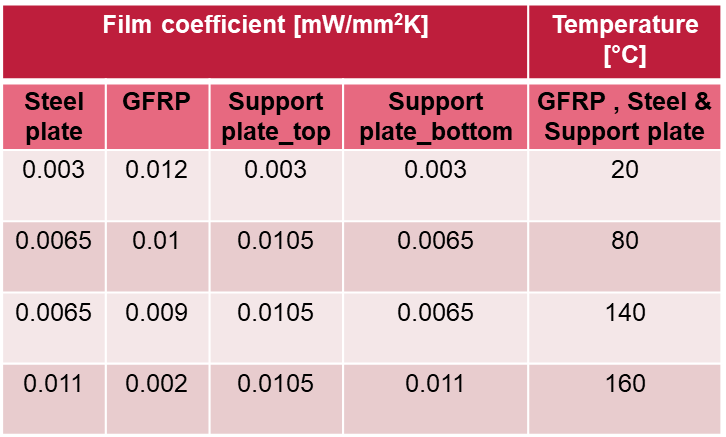 Film coefficient [mW/mm²K] Temperature
[°C]
Steel GFRP Support Support GFRP , Steel &
plate plate_top plate_bottom Support plate
0.003 0.012 0.003 0.003 20
0.0065 0.01 0.0105 0.0065 80
0.0065 0.009 0.0105 0.0065 140
0.011 0.002 0.0105 0.011 160